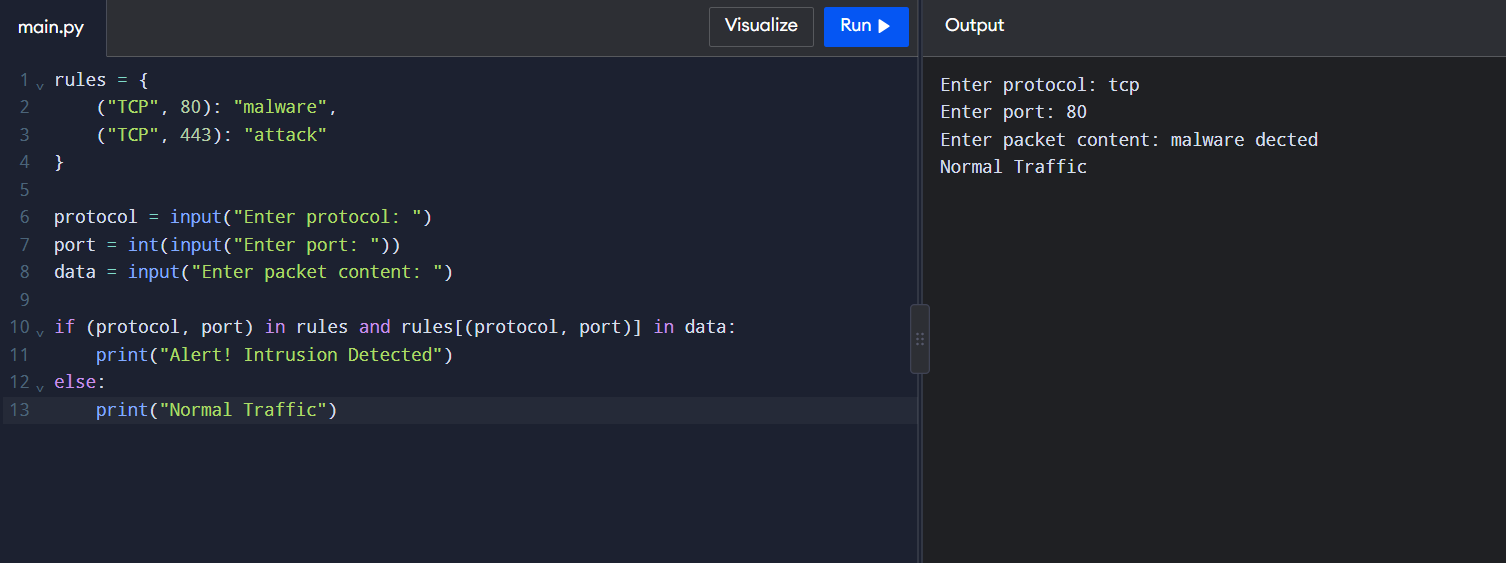 main.py
Visualize
Run
Output
1 rules = {
2     ("TCP", 80): "malware",
3     ("TCP", 443): "attack"
4 }
5
6 protocol = input("Enter protocol: ")
7 port = int(input("Enter port: "))
8 data = input("Enter packet content: ")
9
10 if (protocol, port) in rules and rules[(protocol, port)] in data:
11     print("Alert! Intrusion Detected")
12 else:
13     print("Normal Traffic")
Enter protocol: tcp
Enter port: 80
Enter packet content: malware dected
Normal Traffic